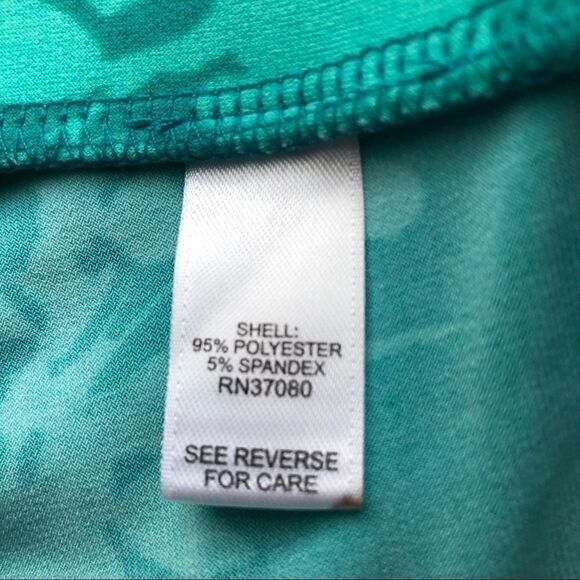 SHELL:
95% POLYESTER
5% SPANDEX
RN37080
SEE REVERSE
FOR CARE